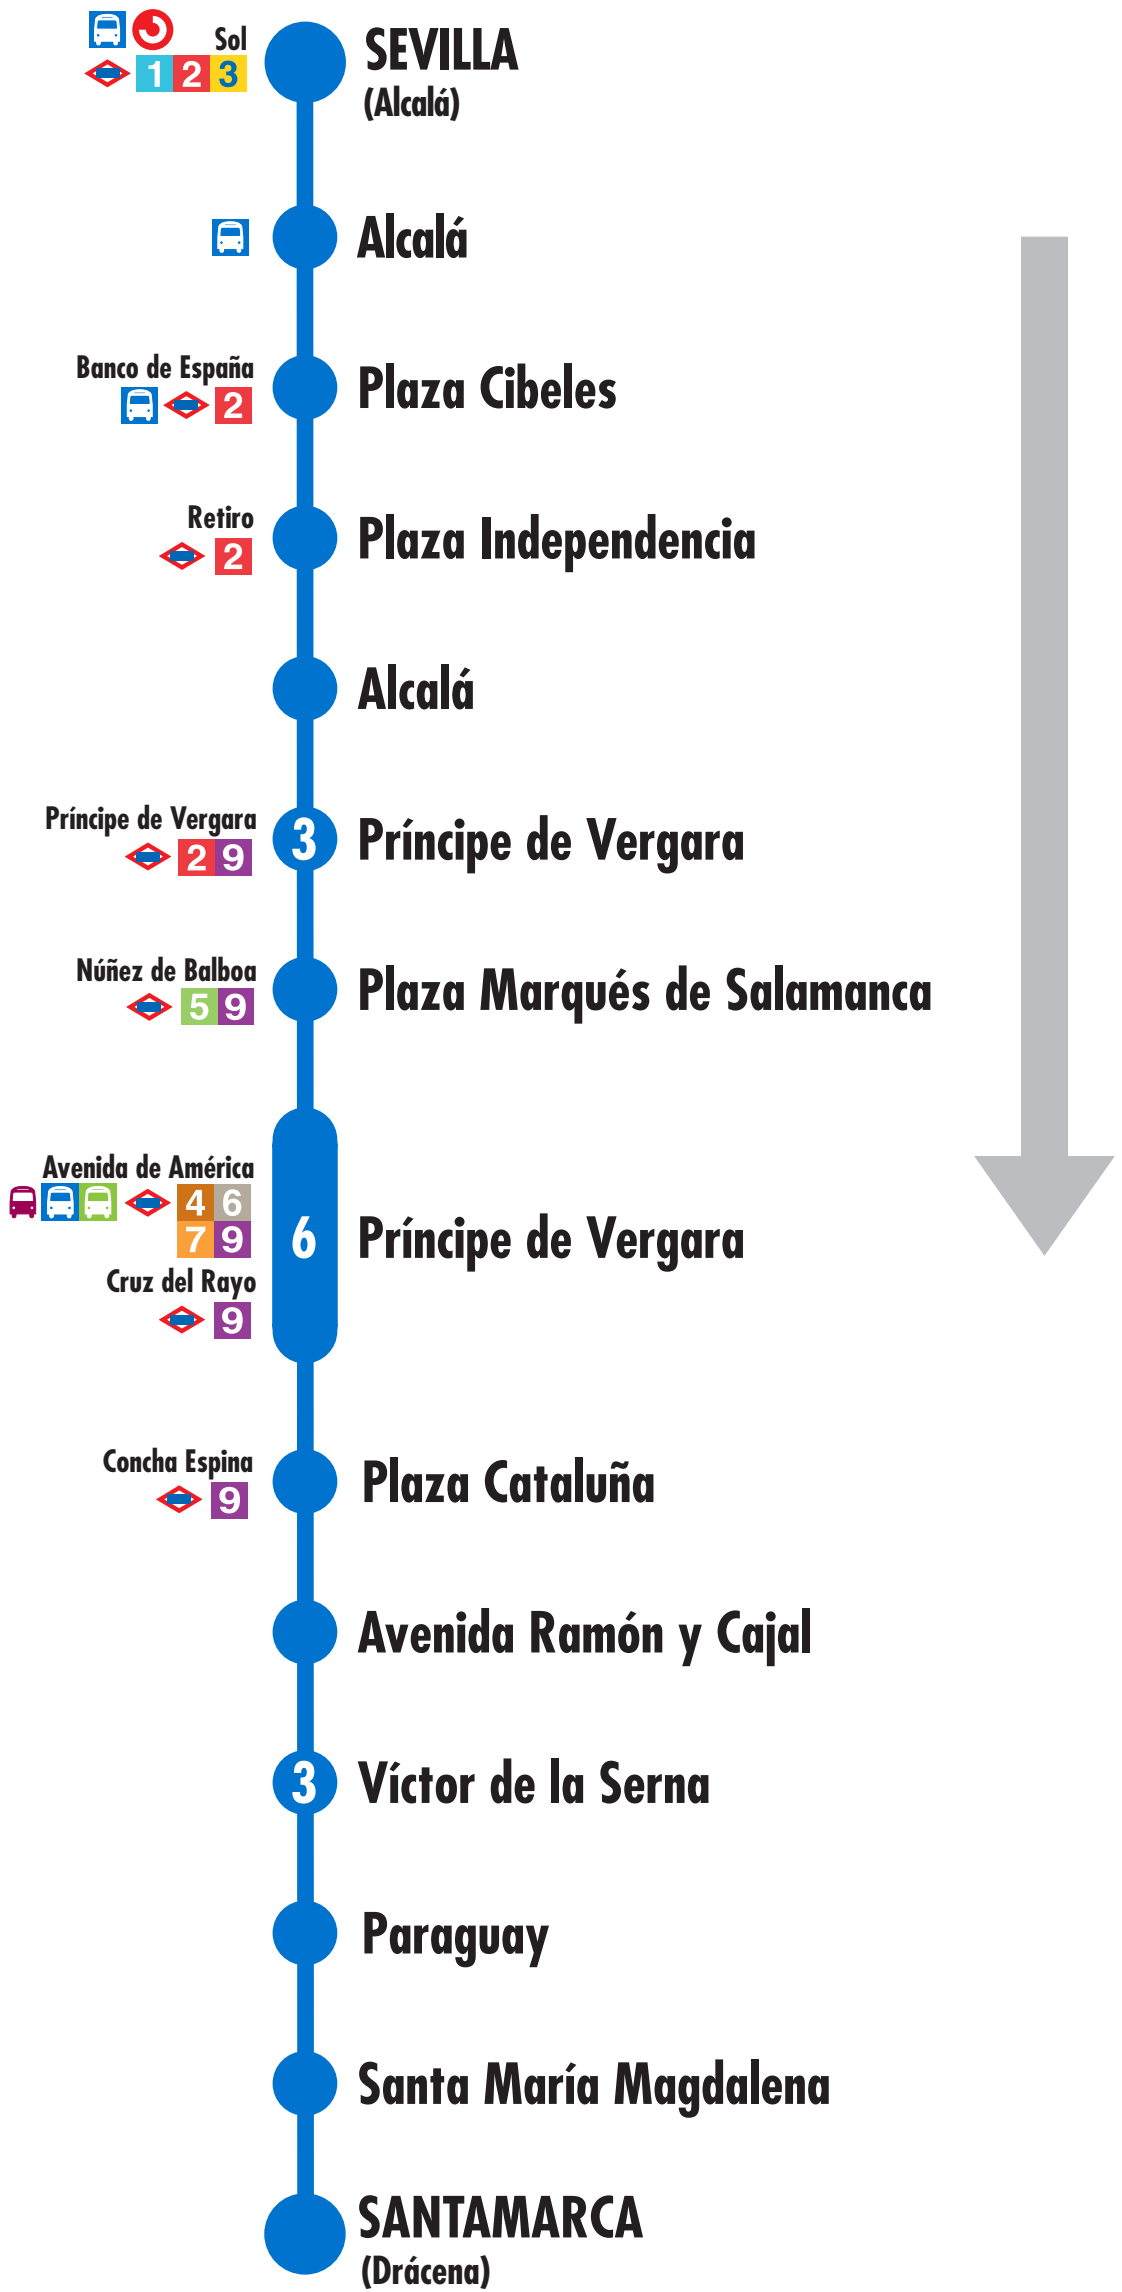 Sol
1 2 3
SEVILLA
(Alcalá)
Alcalá
Banco de España
2
Plaza Cibeles
Retiro
2
Plaza Independencia
Alcalá
Príncipe de Vergara
2 9
3
Príncipe de Vergara
Núñez de Balboa
5 9
Plaza Marqués de Salamanca
Avenida de América
4 6
7 9
Cruz del Rayo
9
6
Príncipe de Vergara
Concha Espina
9
Plaza Cataluña
Avenida Ramón y Cajal
3
Víctor de la Serna
Paraguay
Santa María Magdalena
SANTAMARCA
(Drácena)